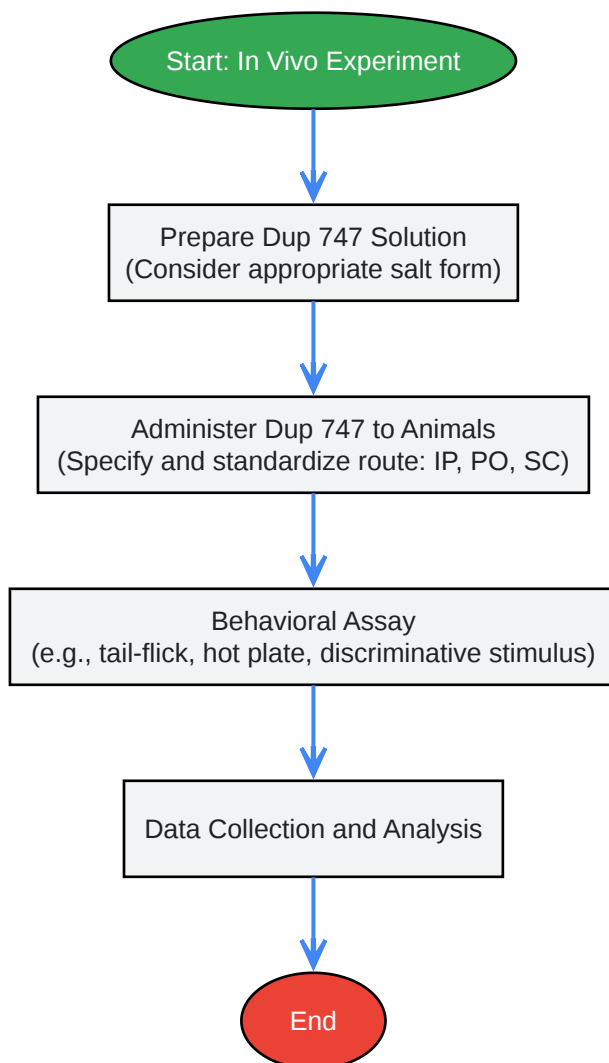 Start: In Vivo Experiment
Prepare Dup 747 Solution
(Consider appropriate salt form)
Administer Dup 747 to Animals
(Specify and standardize route: IP, PO, SC)
Behavioral Assay
(e.g., tail-flick, hot plate, discriminative stimulus)
Data Collection and Analysis
End